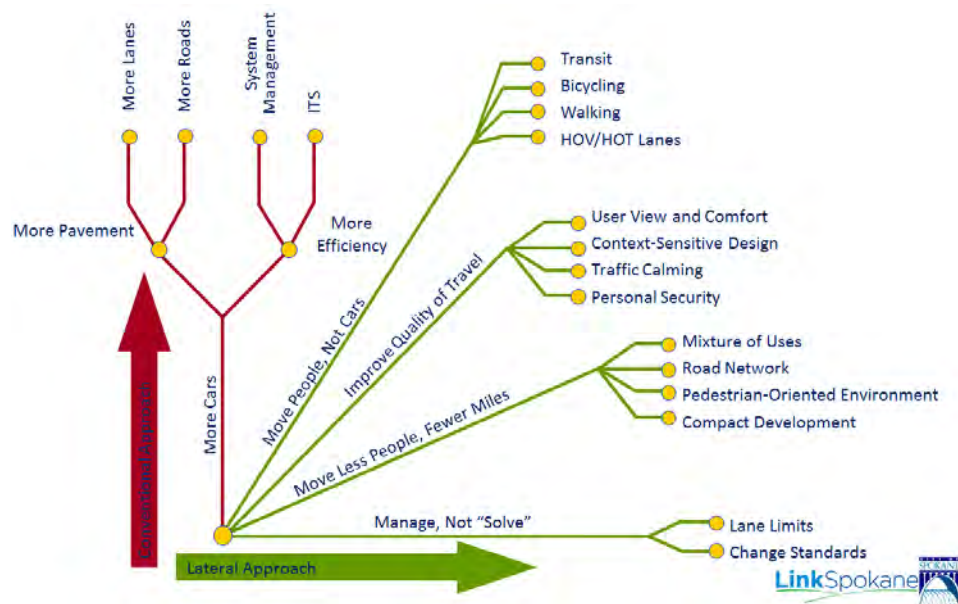 More Lanes
More Roads
System
Management
ITS
More Pavement
More
Efficiency
More Cars
Conventional Approach
Transit
Bicycling
Walking
HOV/HOT Lanes
Move People, Not Cars
User View and Comfort
Context-Sensitive Design
Traffic Calming
Personal Security
Improve Quality of Travel
Mixture of Uses
Road Network
Pedestrian-Oriented Environment
Compact Development
Move Less People, Fewer Miles
Manage, Not “Solve”
Lane Limits
Change Standards
Lateral Approach
LinkSpokane
SPOKANE